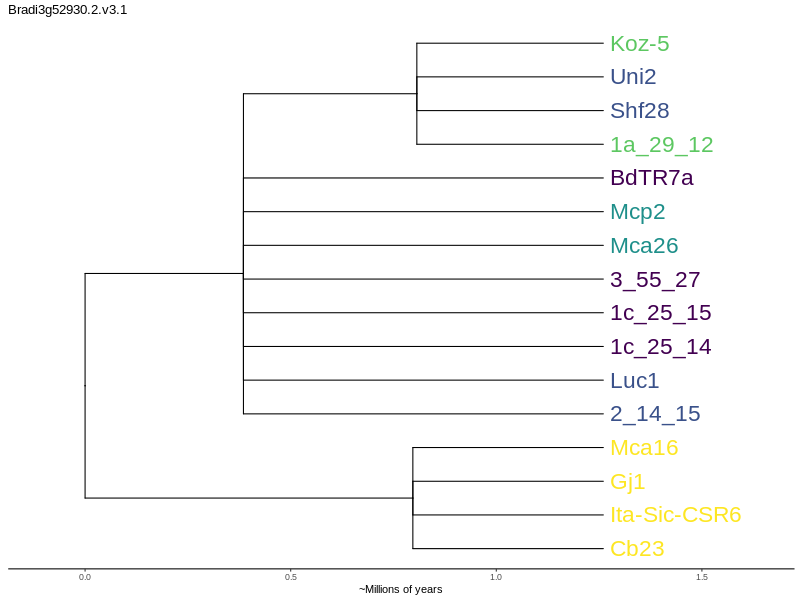 Bradi3g52930.2.v3.1
Koz-5
Uni2
Shf28
1a_29_12
BdTR7a
Mcp2
Mca26
3_55_27
1c_25_15
1c_25_14
Luc1
2_14_15
Mca16
Gj1
Ita-Sic-CSR6
Cb23
0.0 0.5 1.0 1.5
~Millions of years